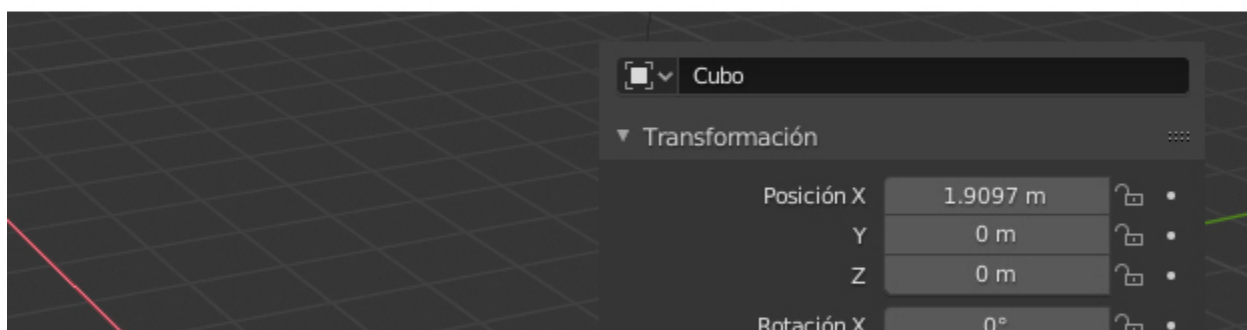 Cubo
Transformación
Posición X 1.9097 m
Y 0 m
Z 0 m
Rotación X 0°